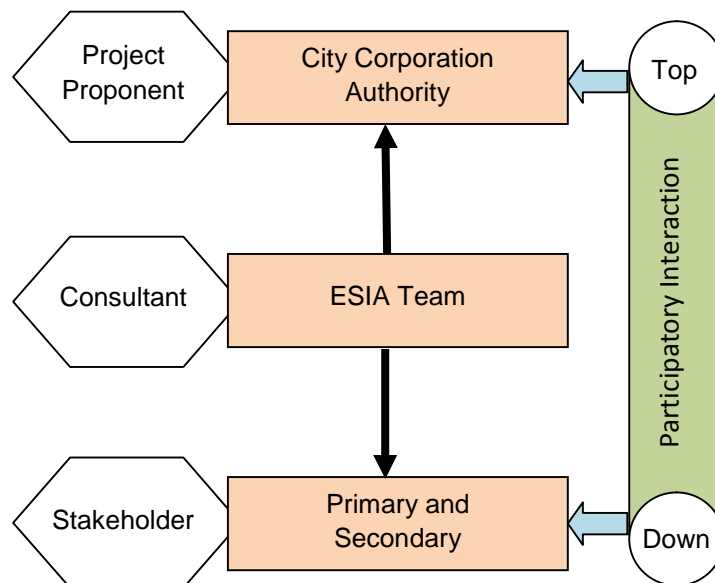 Project
Proponent
City Corporation
Authority
Top
Consultant
ESIA Team
Participatory Interaction
Stakeholder
Primary and
Secondary
Down